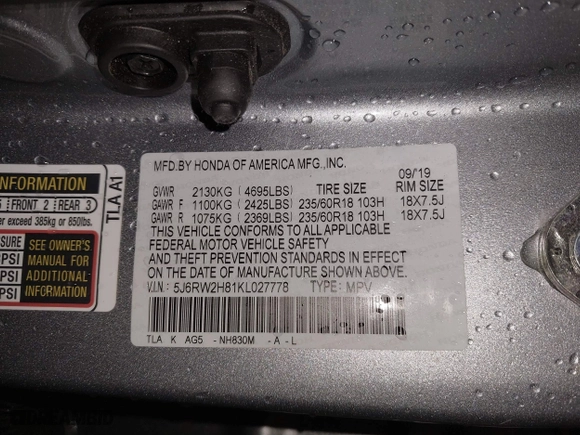 MFD.BY HONDA OF AMERICA MFG.,INC.
09/19
GVWR 2130KG (4695LBS) TIRE SIZE RIM SIZE
GAWR F 1100KG (2425LBS) 235/60R18 103H 18X7.5J
GAWR R 1075KG (2369LBS) 235/60R18 103H 18X7.5J
THIS VEHICLE CONFORMS TO ALL APPLICABLE
FEDERAL MOTOR VEHICLE SAFETY
AND THEFT PREVENTION STANDARDS IN EFFECT
ON THE DATE OF MANUFACTURE SHOWN ABOVE.
V.I.N: 5J6RW2H81KL027778 TYPE: MPV
TLA K AG5 -NH830M -A -L
NFORMATION
FRONT 2 REAR 3
er exceed 385kg or 850lbs.
TLA A1
SURE
PSI
PSI
SEE OWNER'S
MANUAL FOR
ADDITIONAL
INFORMATION